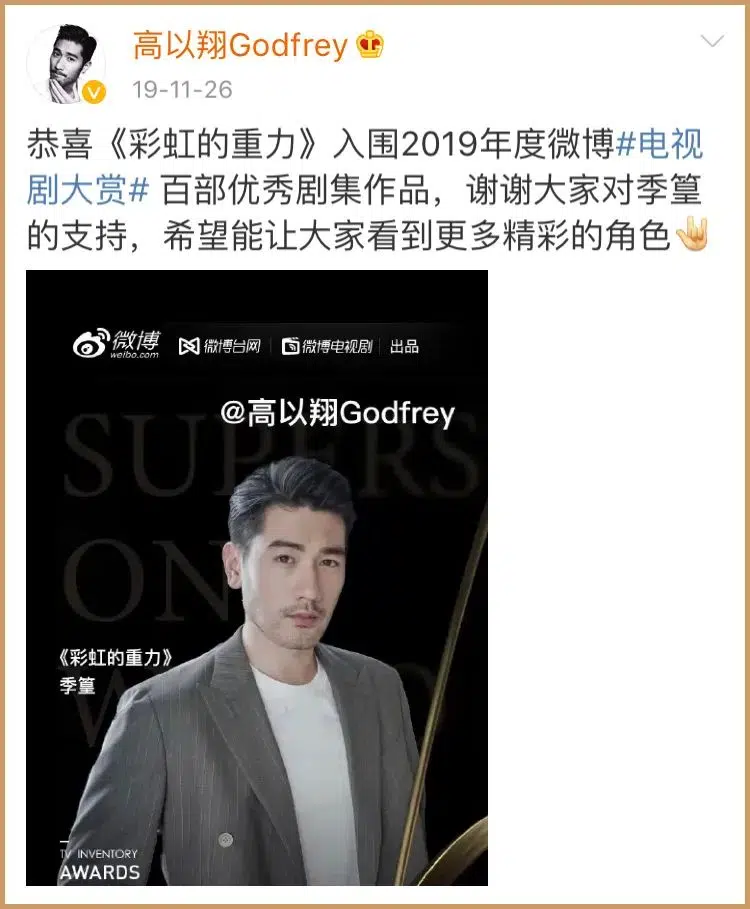 高以翔Godfrey
19-11-26
恭喜《彩虹的重力》入围2019年度微博#电视
剧大赏# 百部优秀剧集作品，谢谢大家对季篁
的支持，希望能让大家看到更多精彩的角色
微博
weibo.com
微博台网
微博电视剧
出品
@高以翔Godfrey
SUPERS
ON
《彩虹的重力》
季篁
TV INVENTORY
AWARDS